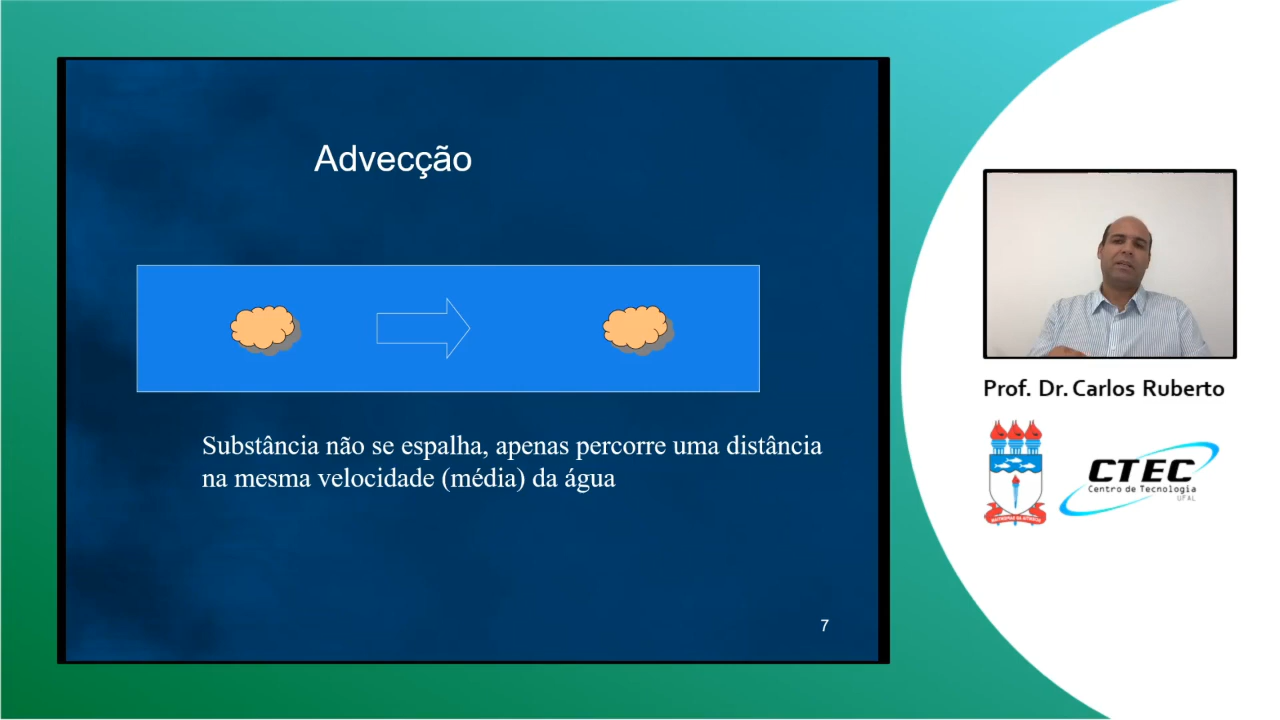 Advecção
Substância não se espalha, apenas percorre uma distância
na mesma velocidade (média) da água
7
Prof. Dr. Carlos Ruberto
CTEC
Centro de Tecnologia
UFAL